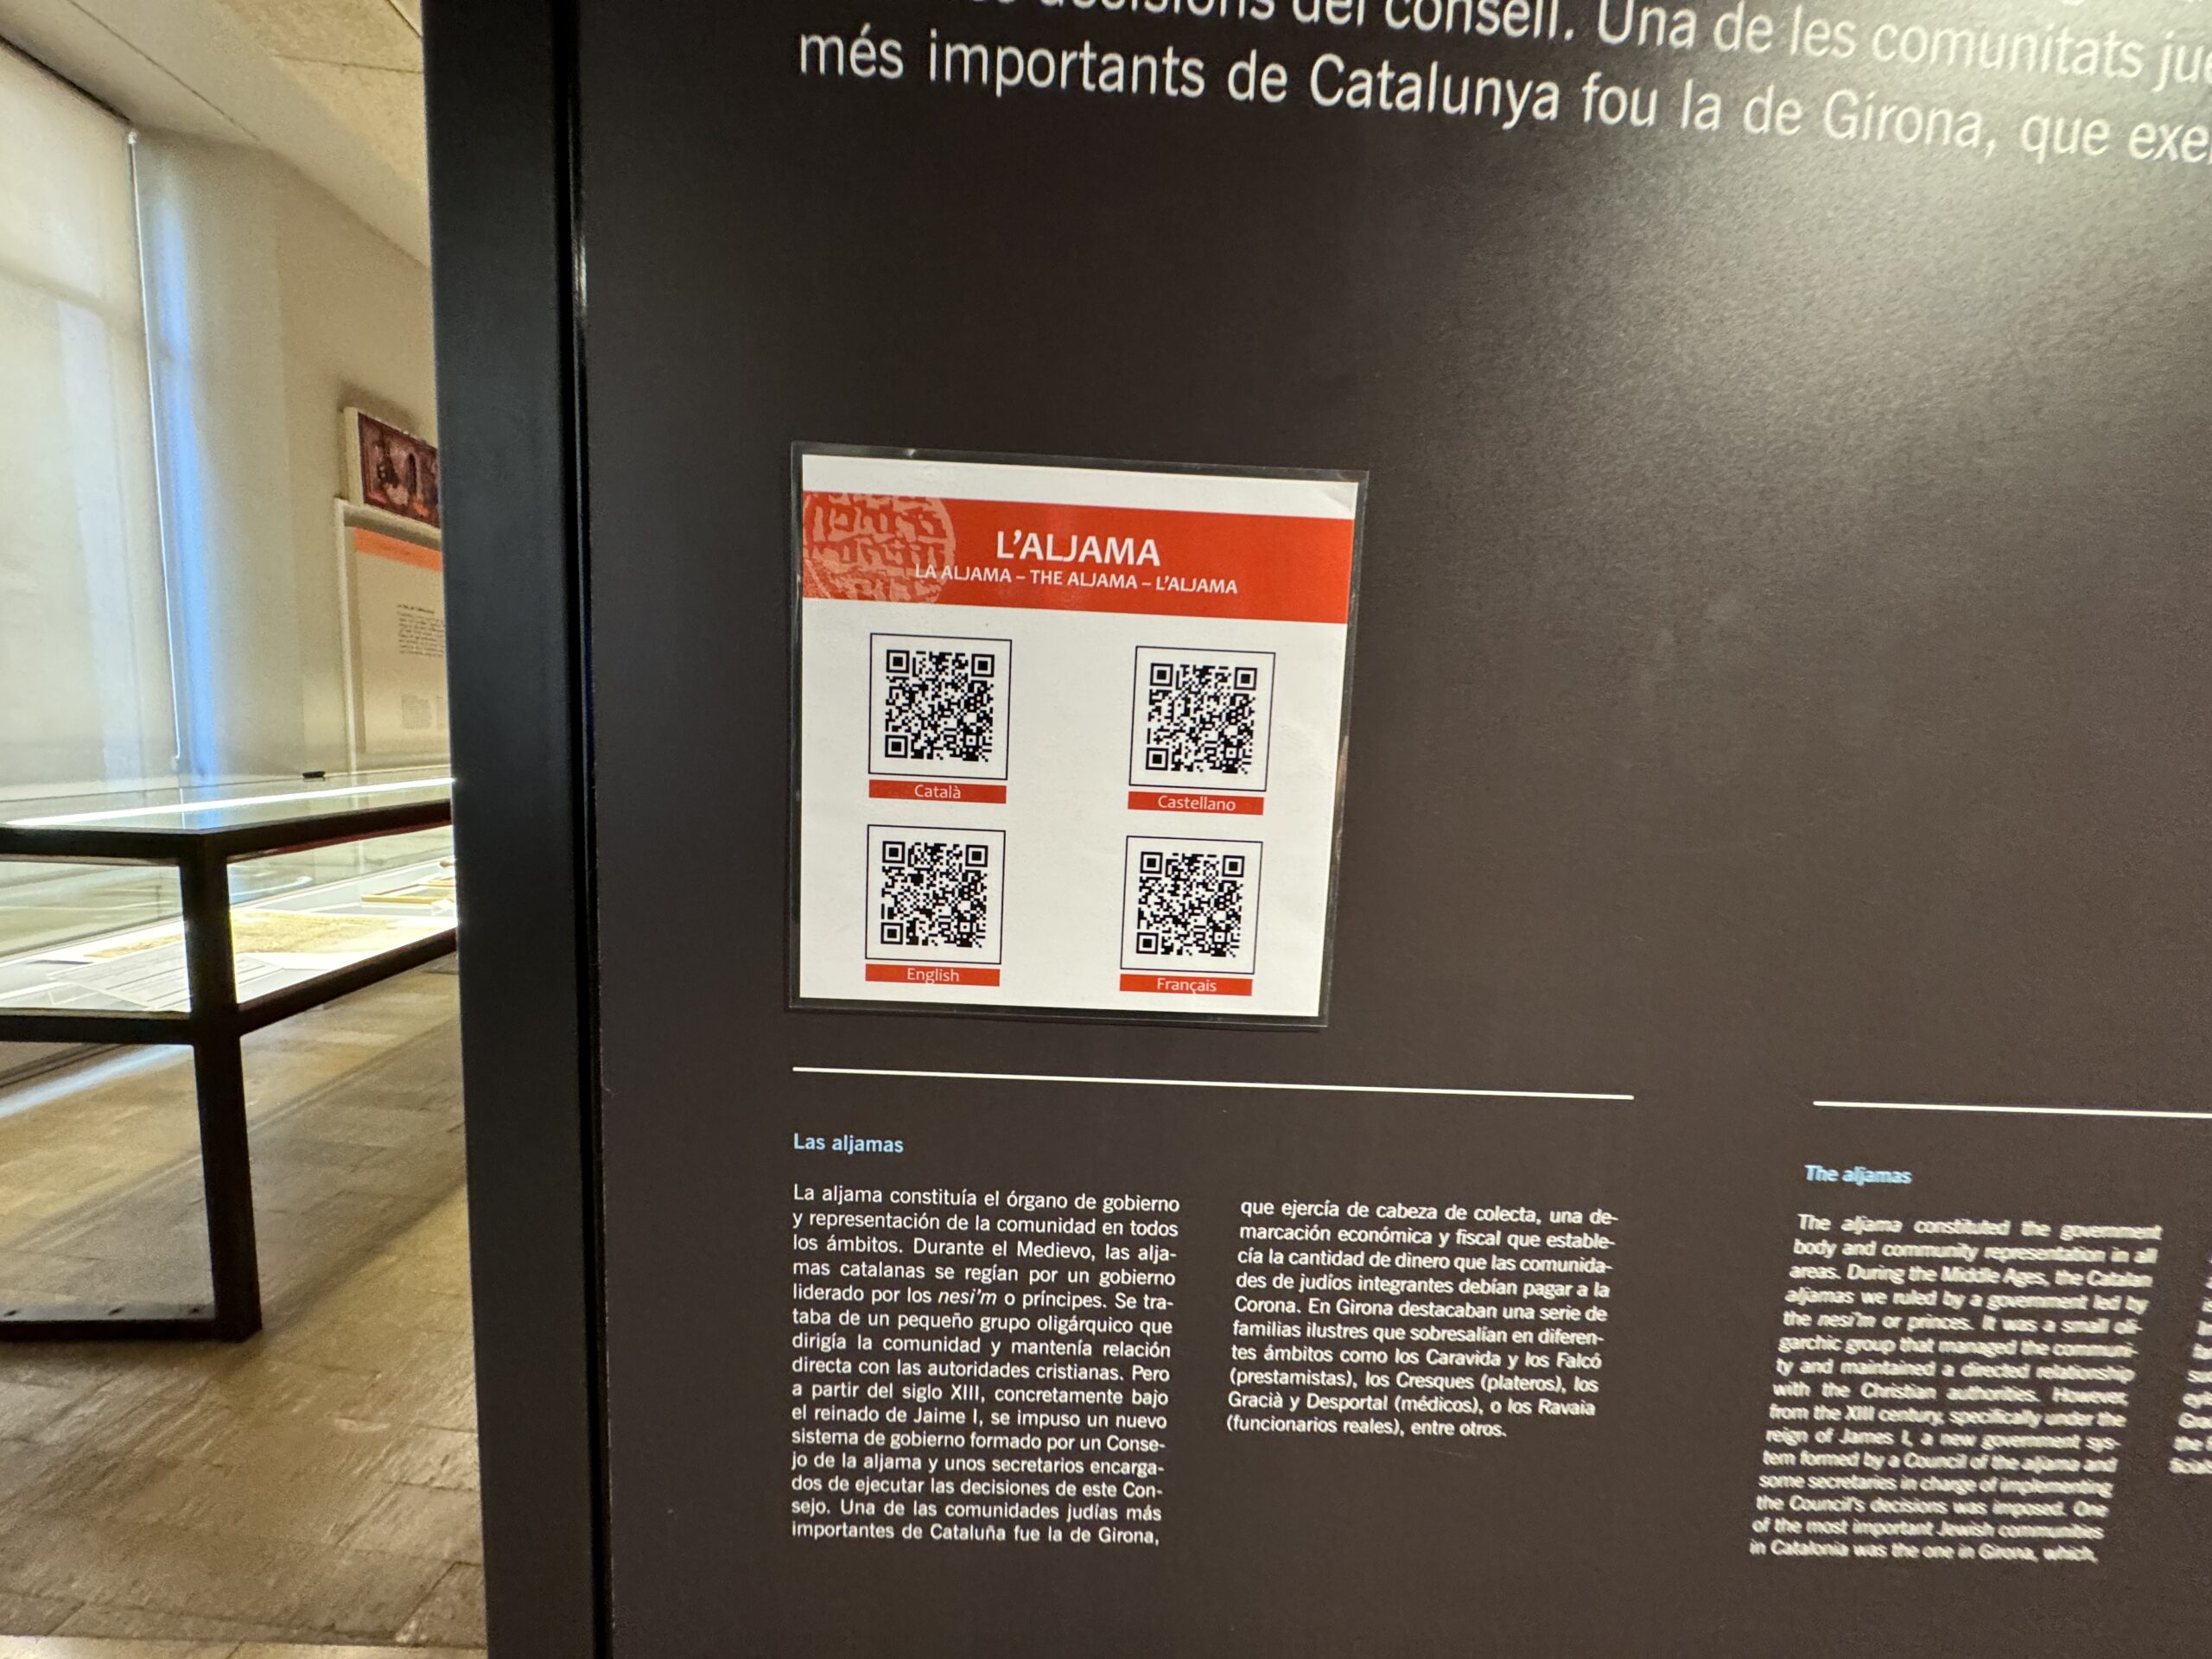 decisions del consell. Una de les comunitats
més importants de Catalunya fou la de Girona, que
L'ALJAMA
LA ALJAMA – THE ALJAMA – L'ALJAMA
Català
Castellano
English
Français
Las aljamas
La aljama constituía el órgano de gobierno
y representación de la comunidad en todos
los ámbitos. Durante el Medievo, las alja-
mas catalanas se regían por un gobierno
liderado por los nesi'm o príncipes. Se tra-
taba de un pequeño grupo oligárquico que
dirigía la comunidad y mantenía relación
directa con las autoridades cristianas. Pero
a partir del siglo XIII, concretamente bajo
el reinado de Jaime I, se impuso un nuevo
sistema de gobierno formado por un Conse-
jo de la aljama y unos secretarios encarga-
dos de ejecutar las decisiones de este Con-
sejo. Una de las comunidades judías más
importantes de Cataluña fue la de Girona,
que ejercía de cabeza de colecta, una de-
marcación económica y fiscal que estable-
cía la cantidad de dinero que las comunida-
des de judíos integrantes debían pagar a la
Corona. En Girona destacaban una serie de
familias ilustres que sobresalían en diferen-
tes ámbitos como los Caravida y los Falcó
(prestamistas), los Cresques (plateros), los
Gracià y Desportal (médicos), o los Ravaia
(funcionarios reales), entre otros.
The aljamas
The aljama constituted the government
body and community representation in all
areas. During the Middle Ages, the Catalan
aljamas we ruled by a government led by
the nesi'm or princes. It was a small oli-
garchic group that managed the communi-
ty and maintained a directed relationship
with the Christian authorities. However,
from the XIII century, specifically under the
reign of James I, a new government sys-
tem formed by a Council of the aljama and
some secretaries in charge of implementing
the Council's decisions was imposed. One
of the most important Jewish communities
in Catalonia was the one in Girona, which,